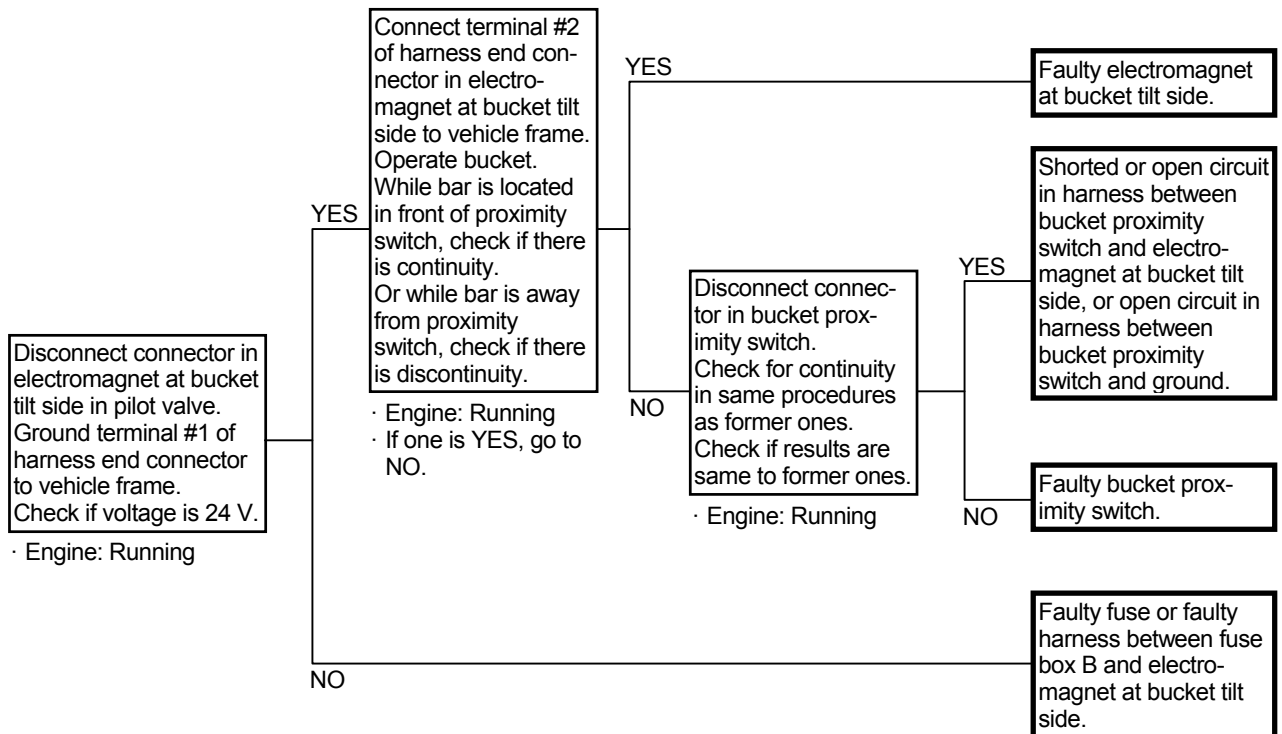 Disconnect connector in
electromagnet at bucket
tilt side in pilot valve.
Ground terminal #1 of
harness end connector
to vehicle frame.
Check if voltage is 24 V.
· Engine: Running
YES
NO
Connect terminal #2
of harness end con-
nector in electro-
magnet at bucket tilt
side to vehicle frame.
Operate bucket.
While bar is located
in front of proximity
switch, check if there
is continuity.
Or while bar is away
from proximity
switch, check if there
is discontinuity.
· Engine: Running
· If one is YES, go to
NO.
YES
NO
Disconnect connec-
tor in bucket prox-
imity switch.
Check for continuity
in same procedures
as former ones.
Check if results are
same to former ones.
· Engine: Running
YES
NO
Faulty electromagnet
at bucket tilt side.
Shorted or open circuit
in harness between
bucket proximity
switch and electro-
magnet at bucket tilt
side, or open circuit in
harness between
bucket proximity
switch and ground.
Faulty bucket prox-
imity switch.
Faulty fuse or faulty
harness between fuse
box B and electro-
magnet at bucket tilt
side.